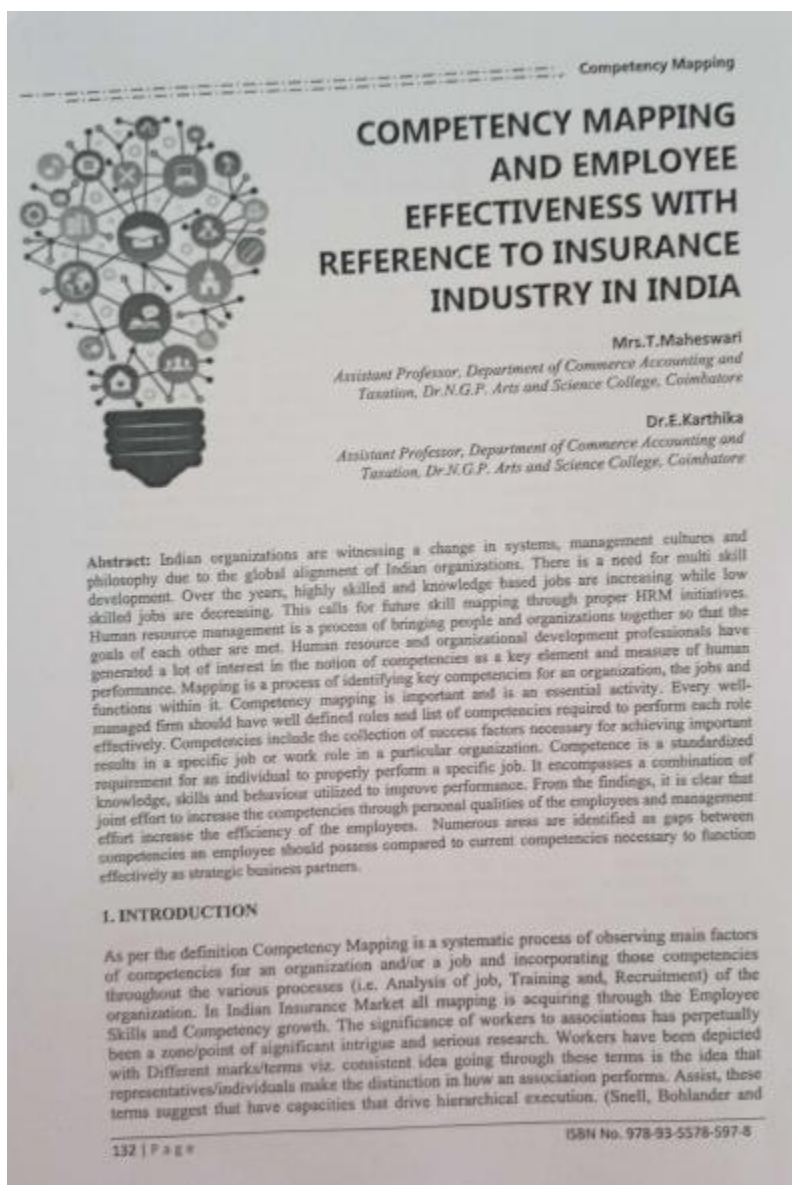 Competency Mapping
COMPETENCY MAPPING
AND EMPLOYEE
EFFECTIVENESS WITH
REFERENCE TO INSURANCE
INDUSTRY IN INDIA
Mrs.T.Maheswari
Assistant Professor, Department of Commerce Accounting and
Taxation, Dr.N.G.P. Arts and Science College, Coimbatore
Dr.E.Karthika
Assistant Professor, Department of Commerce Accounting and
Taxation, Dr.N.G.P. Arts and Science College, Coimbatore
Abstract: Indian organizations are witnessing a change in systems, management cultures and
philosophy due to the global alignment of Indian organizations. There is a need for multi skill
development. Over the years, highly skilled and knowledge based jobs are increasing while low
skilled jobs are decreasing. This calls for future skill mapping through proper HRM initiatives.
Human resource management is a process of bringing people and organizations together so that the
goals of each other are met. Human resource and organizational development professionals have
generated a lot of interest in the notion of competencies as a key element and measure of human
performance. Mapping is a process of identifying key competencies for an organization, the jobs and
functions within it. Competency mapping is important and is an essential activity. Every well-
managed firm should have well defined roles and list of competencies required to perform each role
effectively. Competencies include the collection of success factors necessary for achieving important
results in a specific job or work role in a particular organization. Competence is a standardized
requirement for an individual to properly perform a specific job. It encompasses a combination of
knowledge, skills and behaviour utilized to improve performance. From the findings, it is clear that
joint effort to increase the competencies through personal qualities of the employees and management
effort increase the efficiency of the employees. Numerous areas are identified as gaps between
competencies an employee should possess compared to current competencies necessary to function
effectively as strategic business partners.
1. INTRODUCTION
As per the definition Competency Mapping is a systematic process of observing main factors
of competencies for an organization and/or a job and incorporating those competencies
throughout the various processes (i.e. Analysis of job, Training and, Recruitment) of the
organization. In Indian Insurance Market all mapping is acquiring through the Employee
Skills and Competency growth. The significance of workers to associations has perpetually
been a zone/point of significant intrigue and serious research. Workers have been depicted
with Different marks/terms viz. consistent idea going through these terms is the idea that
representatives/individuals make the distinction in how an association performs. Assist, these
terms suggest that have capacities that drive hierarchical execution. (Snell, Bohlander and
132 | Page
ISBN No. 978-93-5578-597-8